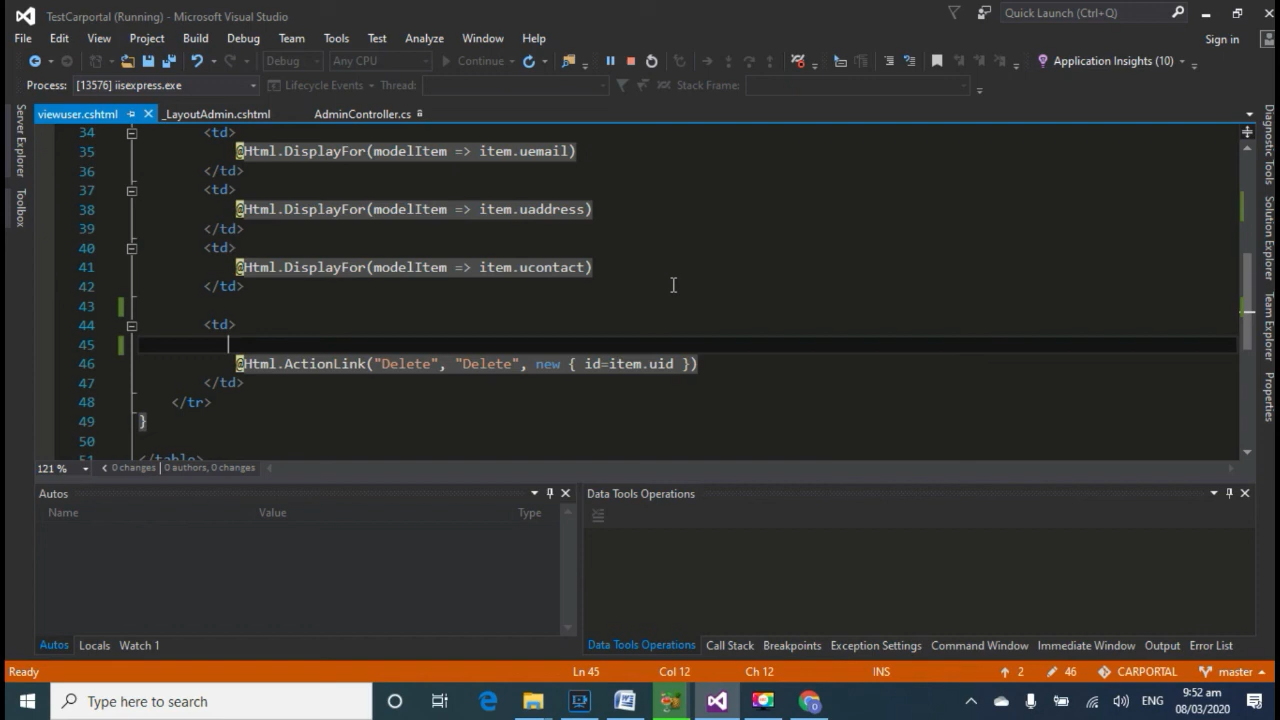 TestCarportal (Running) - Microsoft Visual Studio
Quick Launch (Ctrl+Q)
File Edit View Project Build Debug Team Tools Test Analyze Window Help
Sign in
Debug Any CPU Continue Application Insights (10)
Process: [13576] iisexpress.exe Lifecycle Events Thread: Stack Frame:
viewuser.cshtml _LayoutAdmin.cshtml AdminController.cs
Server Explorer
Toolbox
Diagnostic Tools
Solution Explorer
Team Explorer
Properties
34 <td>
35 @Html.DisplayFor(modelItem => item.uemail)
36 </td>
37 <td>
38 @Html.DisplayFor(modelItem => item.uaddress)
39 </td>
40 <td>
41 @Html.DisplayFor(modelItem => item.ucontact)
42 </td>
43
44 <td>
45
46 @Html.ActionLink("Delete", "Delete", new { id=item.uid })
47 </td>
48 </tr>
49 }
50
51 </table>
121 % 0 changes | 0 authors, 0 changes
Autos
Name Value Type
Data Tools Operations
Autos Locals Watch 1
Data Tools Operations Call Stack Breakpoints Exception Settings Command Window Immediate Window Output Error List
Ready Ln 45 Col 12 Ch 12 INS 2 46 CARPORTAL master
Type here to search
ENG
9:52 am
08/03/2020